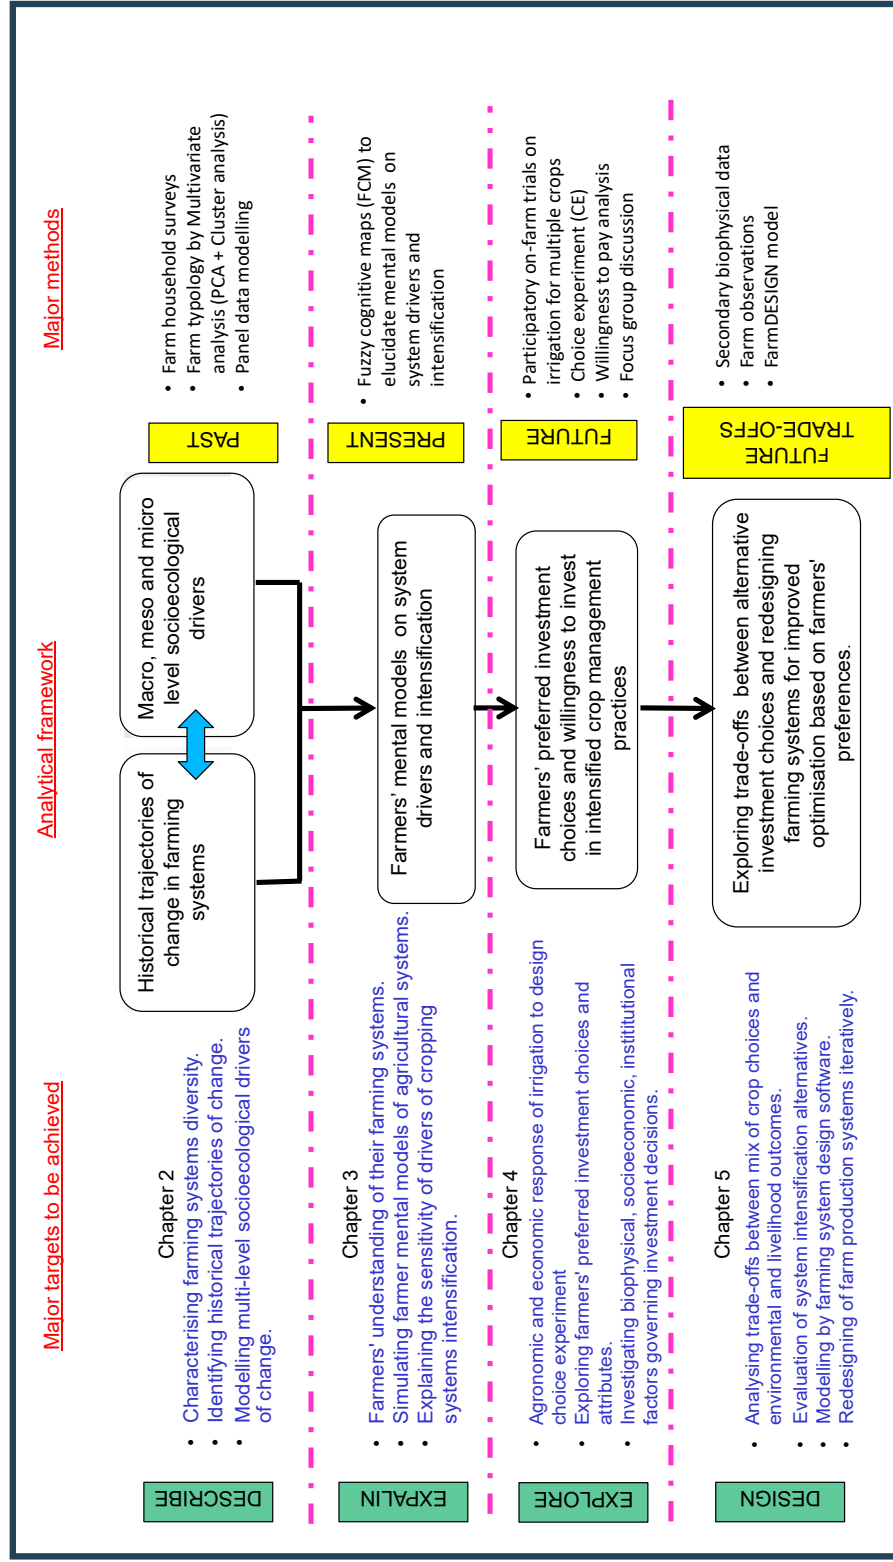 Major targets to be achieved
Analytical framework
Major methods
DESCRIBE
Chapter 2
• Characterising farming systems diversity.
• Identifying historical trajectories of change.
• Modelling multi-level socioecological drivers
of change.
Historical trajectories of
change in farming
systems
Macro, meso and micro
level socioecological
drivers
PAST
• Farm household surveys
• Farm typology by Multivariate
analysis (PCA + Cluster analysis)
• Panel data modelling
EXPALIN
Chapter 3
• Farmers' understanding of their farming systems.
• Simulating farmer mental models of agricultural systems.
• Explaining the sensitivity of drivers of cropping
systems intensification.
Farmers' mental models on system
drivers and intensification
PRESENT
• Fuzzy cognitive maps (FCM) to
elucidate mental models on
system drivers and
intensification
EXPLORE
Chapter 4
• Agronomic and economic response of irrigation to design
choice experiment
• Exploring farmers' preferred investment choices and
attributes.
• Investigating biophysical, socioeconomic, instititutional
factors governing investment decisions.
Farmers' preferred investment
choices and willingness to invest
in intensified crop management
practices
FUTURE
• Participatory on-farm trials on
irrigation for multiple crops
• Choice experiment (CE)
• Willingness to pay analysis
• Focus group discussion
DESIGN
Chapter 5
• Analysing trade-offs between mix of crop choices and
environmental and livelihood outcomes.
• Evaluation of system intensification alternatives.
• Modelling by farming system design software.
• Redesigning of farm production systems iteratively.
Exploring trade-offs between alternative
investment choices and redesigning
farming systems for improved
optimisation based on farmers'
preferences.
FUTURE
TRADE-OFFS
• Secondary biophysical data
• Farm observations
• FarmDESIGN model